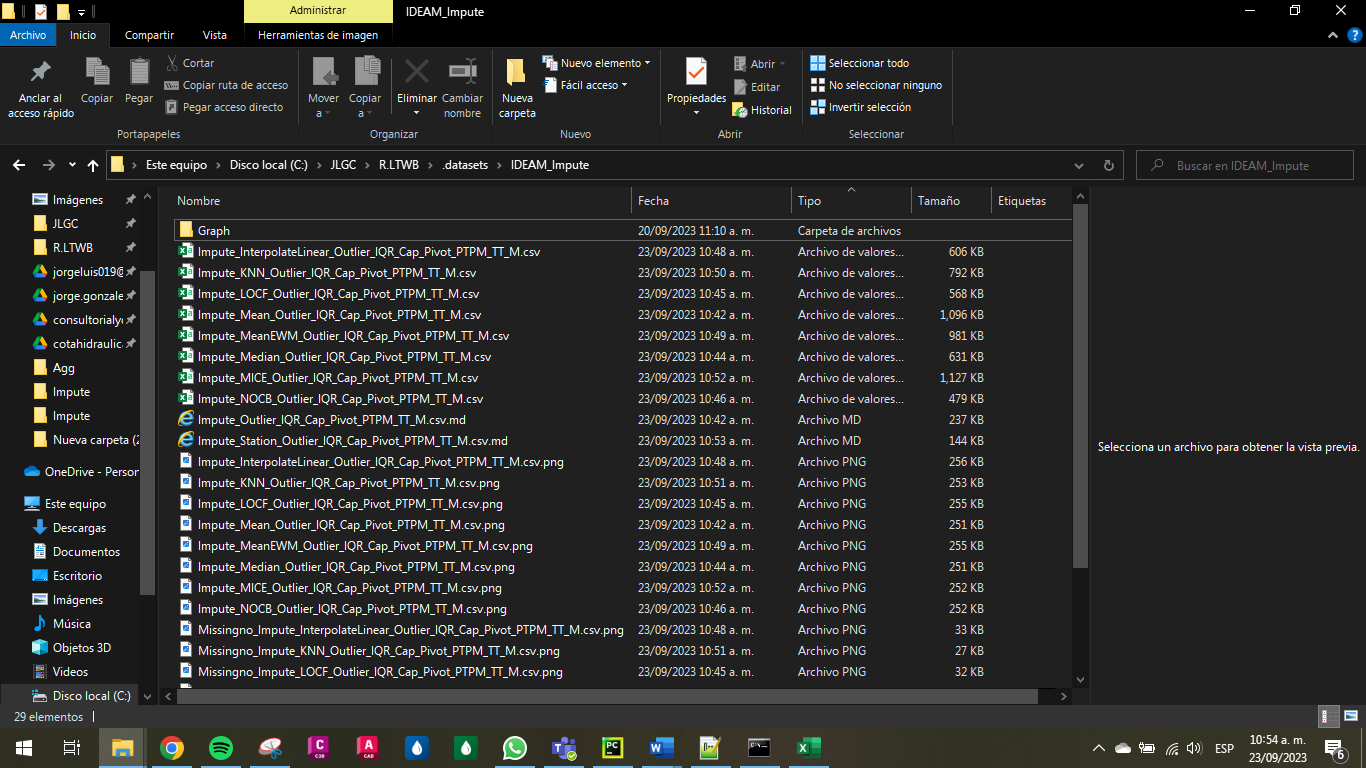 Administrar
IDEAM_Impute
Archivo
Inicio
Compartir
Vista
Herramientas de imagen
Anclar al acceso rápido
Copiar
Pegar
Cortar
Copiar ruta de acceso
Pegar acceso directo
Portapapeles
Mover a
Copiar a
Eliminar
Cambiar nombre
Organizar
Nueva carpeta
Nuevo elemento
Fácil acceso
Nuevo
Propiedades
Abrir
Editar
Historial
Abrir
Seleccionar todo
No seleccionar ninguno
Invertir selección
Seleccionar
Este equipo > Disco local (C:) > JLGC > R.LTWB > .datasets > IDEAM_Impute
Buscar en IDEAM_Impute
Imágenes
JLGC
R.LTWB
jorgeluis019@
jorge.gonzale
consultorialy
cotahidraulica
Agg
Impute
Impute
Nueva carpeta (2
OneDrive - Person
Este equipo
Descargas
Documentos
Escritorio
Imágenes
Música
Objetos 3D
Videos
Disco local (C:)
Nombre Fecha Tipo Tamaño Etiquetas
Graph 20/09/2023 11:10 a. m. Carpeta de archivos
Impute_InterpolateLinear_Outlier_IQR_Cap_Pivot_PTPM_TT_M.csv 23/09/2023 10:48 a. m. Archivo de valores... 606 KB
Impute_KNN_Outlier_IQR_Cap_Pivot_PTPM_TT_M.csv 23/09/2023 10:50 a. m. Archivo de valores... 792 KB
Impute_LOCF_Outlier_IQR_Cap_Pivot_PTPM_TT_M.csv 23/09/2023 10:45 a. m. Archivo de valores... 568 KB
Impute_Mean_Outlier_IQR_Cap_Pivot_PTPM_TT_M.csv 23/09/2023 10:42 a. m. Archivo de valores... 1,096 KB
Impute_MeanEWM_Outlier_IQR_Cap_Pivot_PTPM_TT_M.csv 23/09/2023 10:49 a. m. Archivo de valores... 981 KB
Impute_Median_Outlier_IQR_Cap_Pivot_PTPM_TT_M.csv 23/09/2023 10:44 a. m. Archivo de valores... 631 KB
Impute_MICE_Outlier_IQR_Cap_Pivot_PTPM_TT_M.csv 23/09/2023 10:52 a. m. Archivo de valores... 1,127 KB
Impute_NOCB_Outlier_IQR_Cap_Pivot_PTPM_TT_M.csv 23/09/2023 10:46 a. m. Archivo de valores... 479 KB
Impute_Outlier_IQR_Cap_Pivot_PTPM_TT_M.csv.md 23/09/2023 10:42 a. m. Archivo MD 237 KB
Impute_Station_Outlier_IQR_Cap_Pivot_PTPM_TT_M.csv.md 23/09/2023 10:53 a. m. Archivo MD 144 KB
Impute_InterpolateLinear_Outlier_IQR_Cap_Pivot_PTPM_TT_M.csv.png 23/09/2023 10:48 a. m. Archivo PNG 256 KB
Impute_KNN_Outlier_IQR_Cap_Pivot_PTPM_TT_M.csv.png 23/09/2023 10:51 a. m. Archivo PNG 253 KB
Impute_LOCF_Outlier_IQR_Cap_Pivot_PTPM_TT_M.csv.png 23/09/2023 10:45 a. m. Archivo PNG 255 KB
Impute_Mean_Outlier_IQR_Cap_Pivot_PTPM_TT_M.csv.png 23/09/2023 10:42 a. m. Archivo PNG 251 KB
Impute_MeanEWM_Outlier_IQR_Cap_Pivot_PTPM_TT_M.csv.png 23/09/2023 10:49 a. m. Archivo PNG 255 KB
Impute_Median_Outlier_IQR_Cap_Pivot_PTPM_TT_M.csv.png 23/09/2023 10:44 a. m. Archivo PNG 251 KB
Impute_MICE_Outlier_IQR_Cap_Pivot_PTPM_TT_M.csv.png 23/09/2023 10:52 a. m. Archivo PNG 252 KB
Impute_NOCB_Outlier_IQR_Cap_Pivot_PTPM_TT_M.csv.png 23/09/2023 10:46 a. m. Archivo PNG 252 KB
Missingno_Impute_InterpolateLinear_Outlier_IQR_Cap_Pivot_PTPM_TT_M.csv.png 23/09/2023 10:48 a. m. Archivo PNG 33 KB
Missingno_Impute_KNN_Outlier_IQR_Cap_Pivot_PTPM_TT_M.csv.png 23/09/2023 10:51 a. m. Archivo PNG 27 KB
Missingno_Impute_LOCF_Outlier_IQR_Cap_Pivot_PTPM_TT_M.csv.png 23/09/2023 10:45 a. m. Archivo PNG 32 KB
Selecciona un archivo para obtener la vista previa.
29 elementos
C
C3D
A
CAD
PC
W
ESP
10:54 a. m.
23/09/2023
6